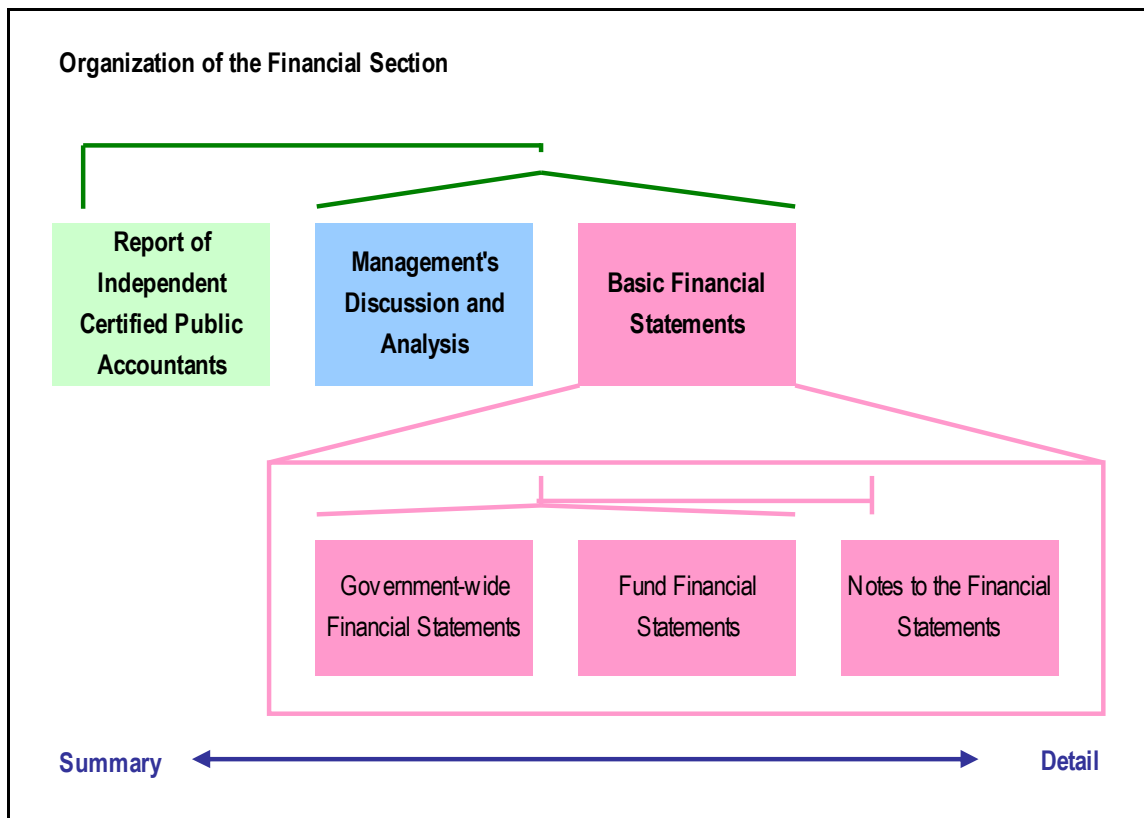 Organization of the Financial Section
Report of
Independent
Certified Public
Accountants
Management's
Discussion and
Analysis
Basic Financial
Statements
Government-wide
Financial Statements
Fund Financial
Statements
Notes to the Financial
Statements
Summary
Detail